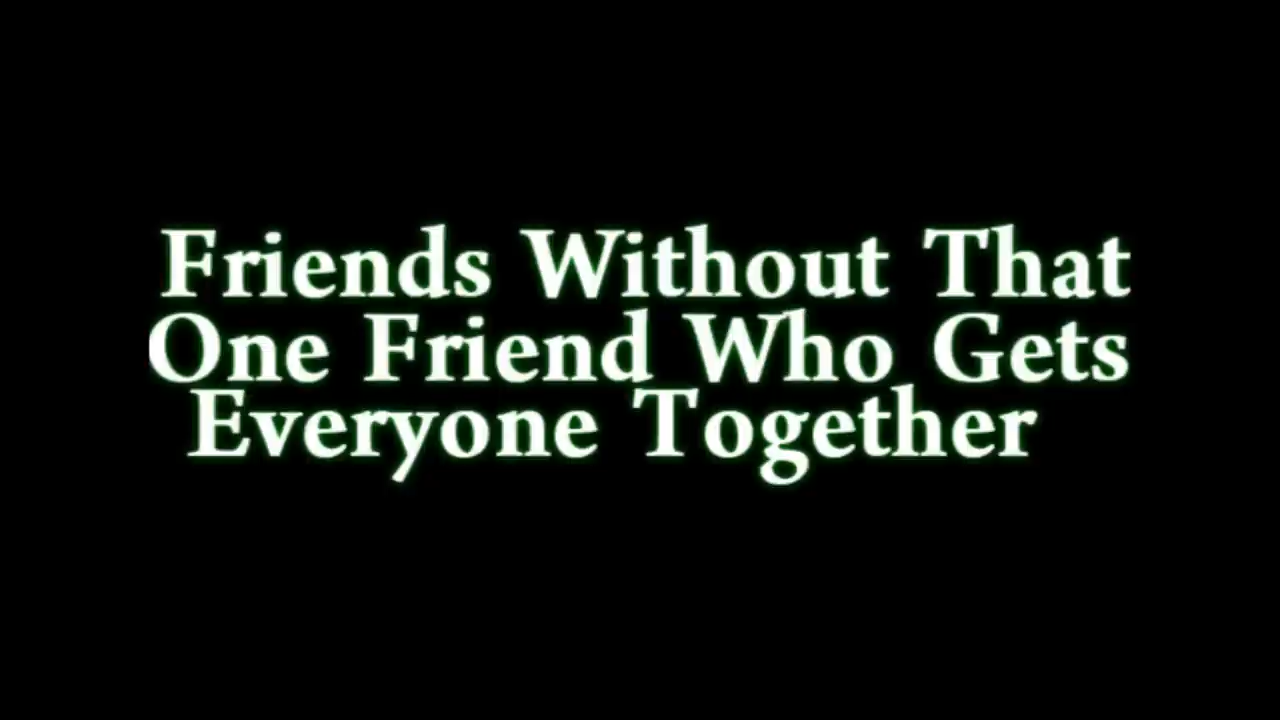 Friends Without That
One Friend Who Gets
Everyone Together